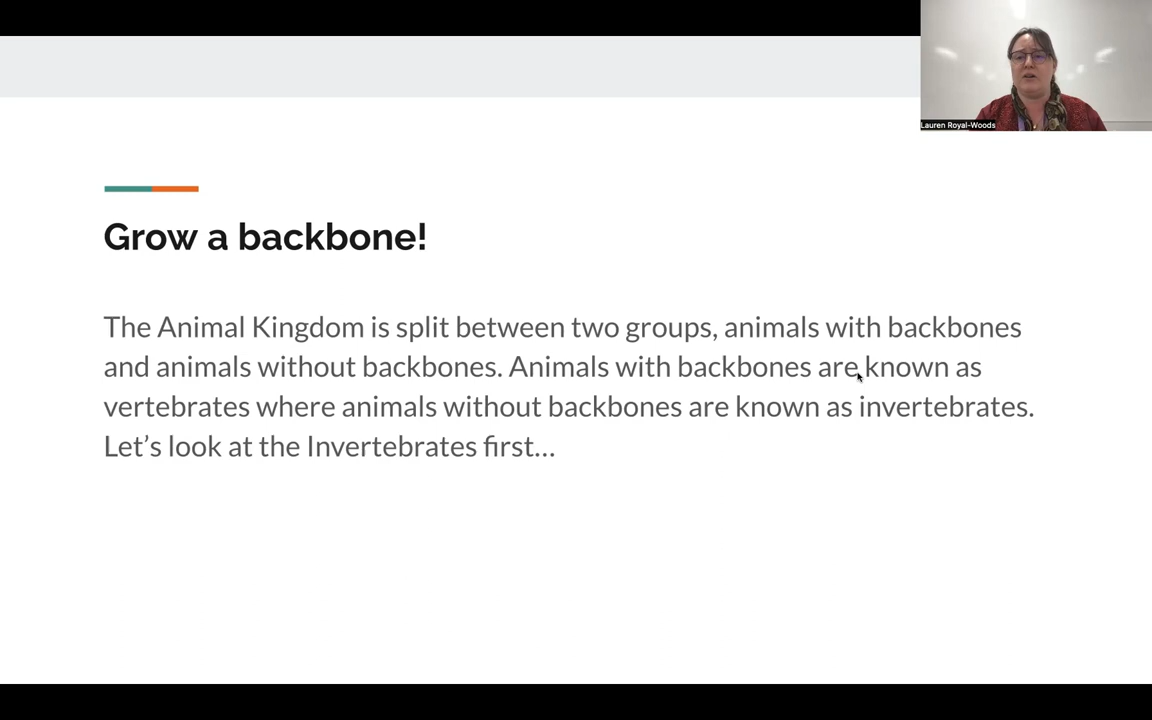 Lauren Royal-Woods
Grow a backbone!
The Animal Kingdom is split between two groups, animals with backbones
and animals without backbones. Animals with backbones are known as
vertebrates where animals without backbones are known as invertebrates.
Let’s look at the Invertebrates first...